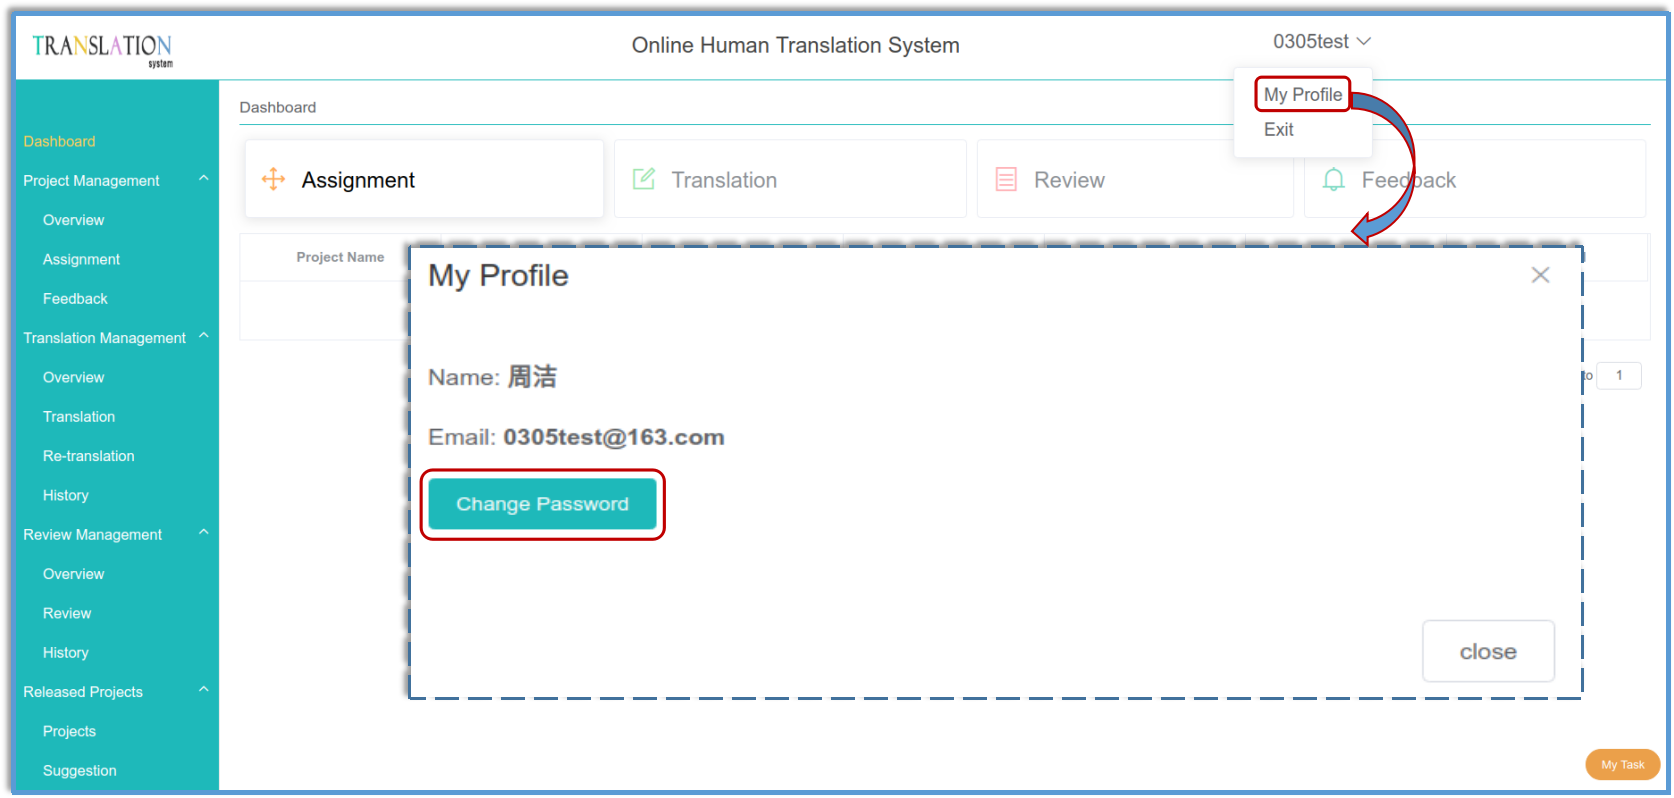 TRANSLATION
system
Online Human Translation System
0305test
My Profile
Exit
Dashboard
Project Management
Overview
Assignment
Feedback
Translation Management
Overview
Translation
Re-translation
History
Review Management
Overview
Review
History
Released Projects
Projects
Suggestion
Dashboard
Assignment
Translation
Review
Feedback
Project Name
My Profile
Name: 周洁
Email: 0305test@163.com
Change Password
close
to 1
My Task